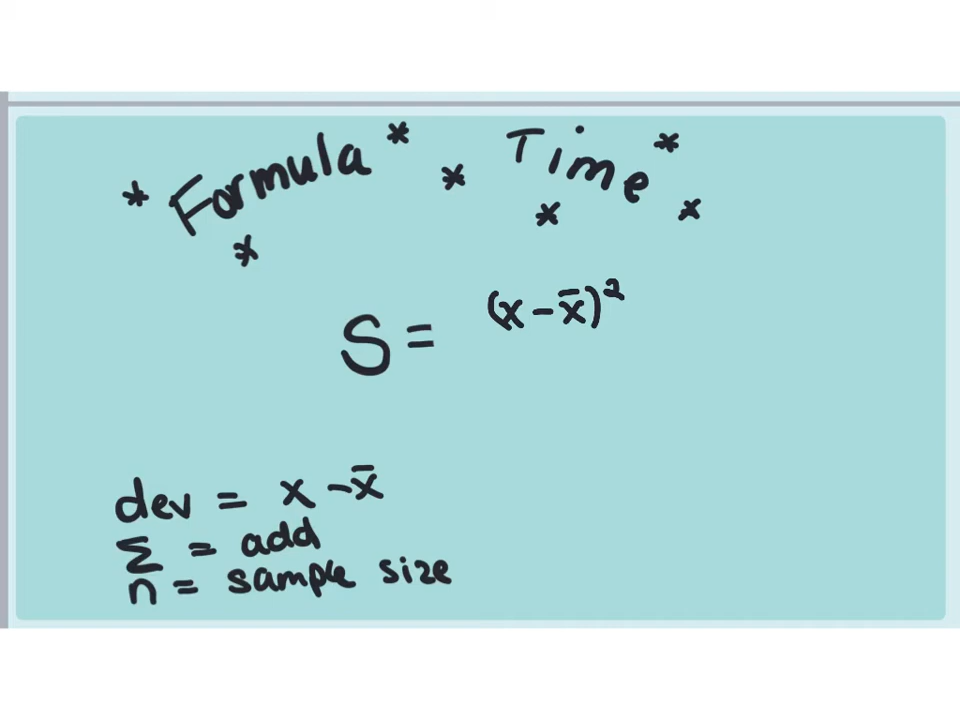 * Formula * * Time *
* * *
S = (x - x̄)²
dev = x - x̄
Σ = add
n = sample size